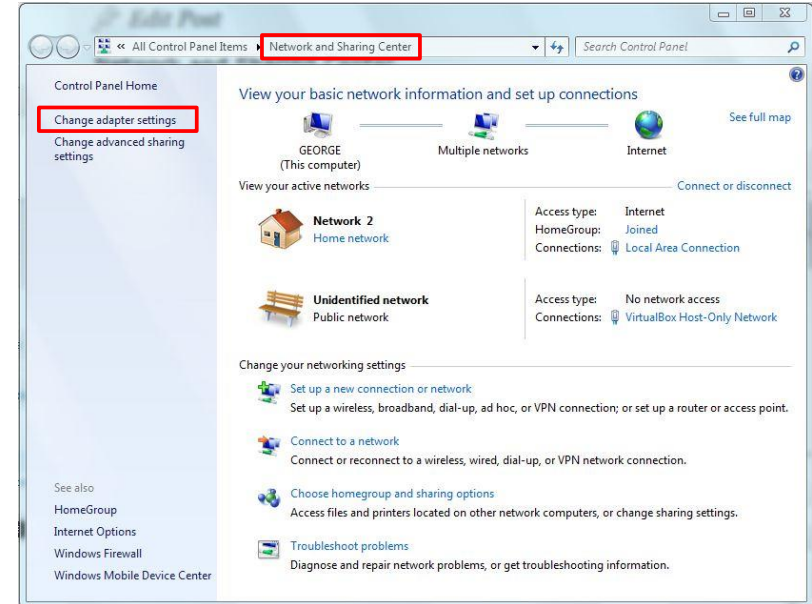 Edit Post
« All Control Panel Items Network and Sharing Center Search Control Panel
Control Panel Home
Change adapter settings
Change advanced sharing
settings
View your basic network information and set up connections
See full map
GEORGE
(This computer)
Multiple networks
Internet
View your active networks Connect or disconnect
Network 2
Home network
Access type: Internet
HomeGroup: Joined
Connections: Local Area Connection
Unidentified network
Public network
Access type: No network access
Connections: VirtualBox Host-Only Network
Change your networking settings
Set up a new connection or network
Set up a wireless, broadband, dial-up, ad hoc, or VPN connection; or set up a router or access point.
Connect to a network
Connect or reconnect to a wireless, wired, dial-up, or VPN network connection.
Choose homegroup and sharing options
Access files and printers located on other network computers, or change sharing settings.
Troubleshoot problems
Diagnose and repair network problems, or get troubleshooting information.
See also
HomeGroup
Internet Options
Windows Firewall
Windows Mobile Device Center